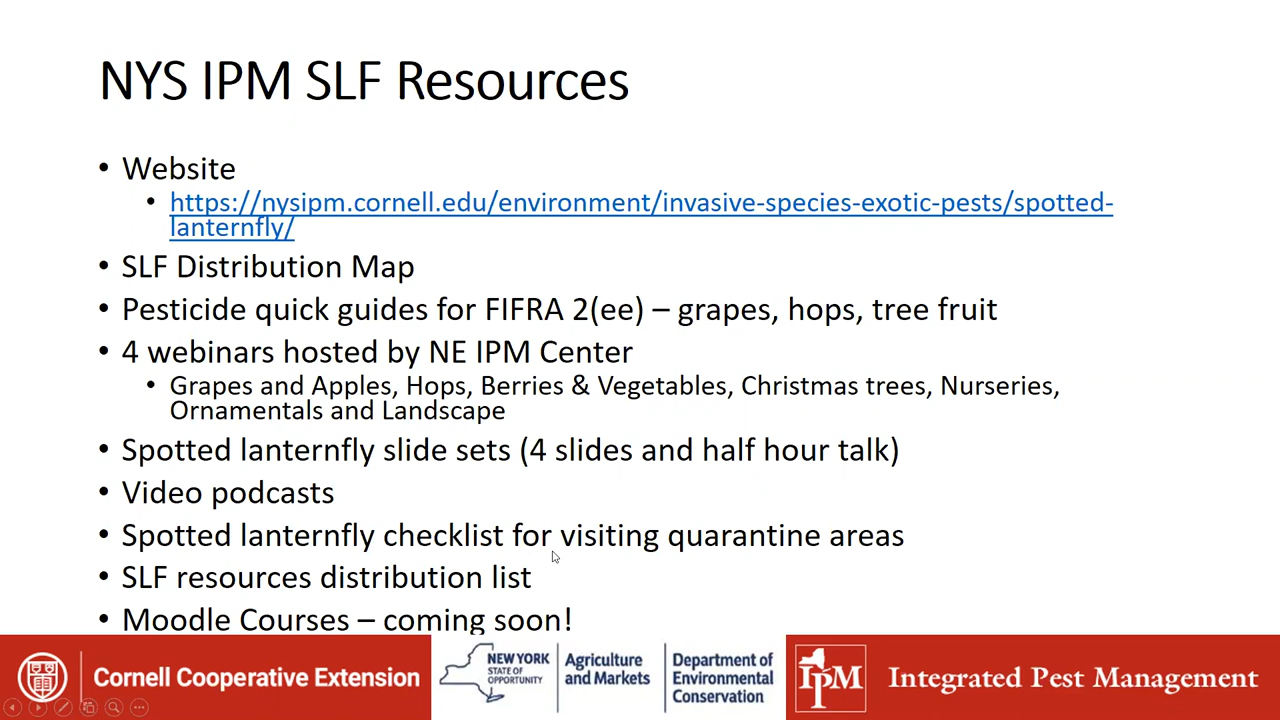 NYS IPM SLF Resources
• Website
• https://nysipm.cornell.edu/environment/invasive-species-exotic-pests/spotted-
lanternfly/
• SLF Distribution Map
• Pesticide quick guides for FIFRA 2(ee) – grapes, hops, tree fruit
• 4 webinars hosted by NE IPM Center
• Grapes and Apples, Hops, Berries & Vegetables, Christmas trees, Nurseries,
Ornamentals and Landscape
• Spotted lanternfly slide sets (4 slides and half hour talk)
• Video podcasts
• Spotted lanternfly checklist for visiting quarantine areas
• SLF resources distribution list
• Moodle Courses – coming soon!
Cornell Cooperative Extension
NEW YORK
STATE OF
OPPORTUNITY
Agriculture
and Markets
Department of
Environmental
Conservation
IPM
Integrated Pest Management